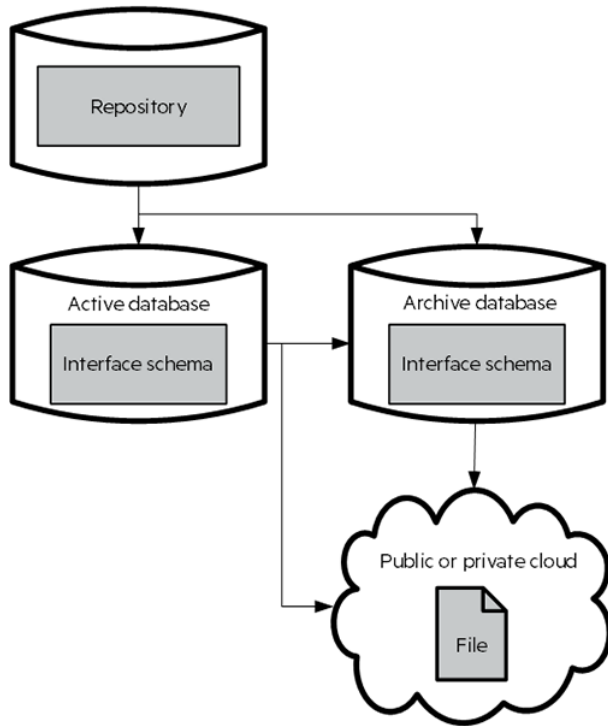 Repository
Active database
Interface schema
Archive database
Interface schema
Public or private cloud
File